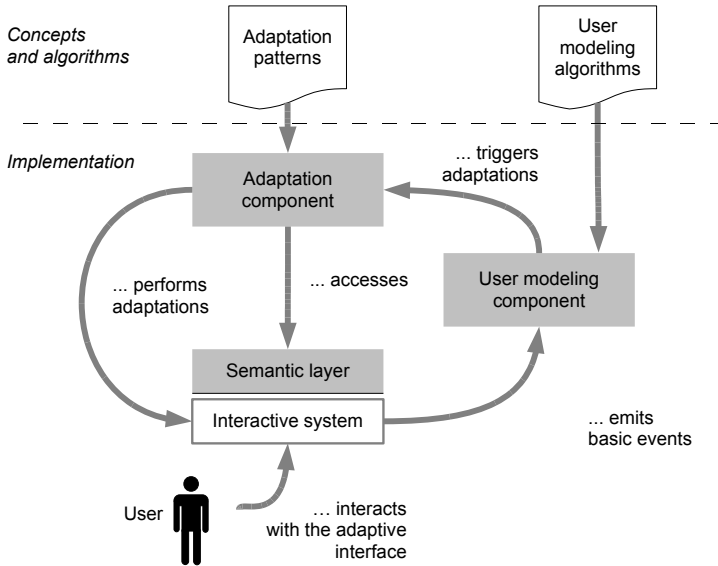 Concepts
and algorithms
Adaptation
patterns
User
modeling
algorithms
Implementation
Adaptation
component
... triggers
adaptations
... performs
adaptations
... accesses
User modeling
component
Semantic layer
Interactive system
... emits
basic events
User
... interacts
with the adaptive
interface